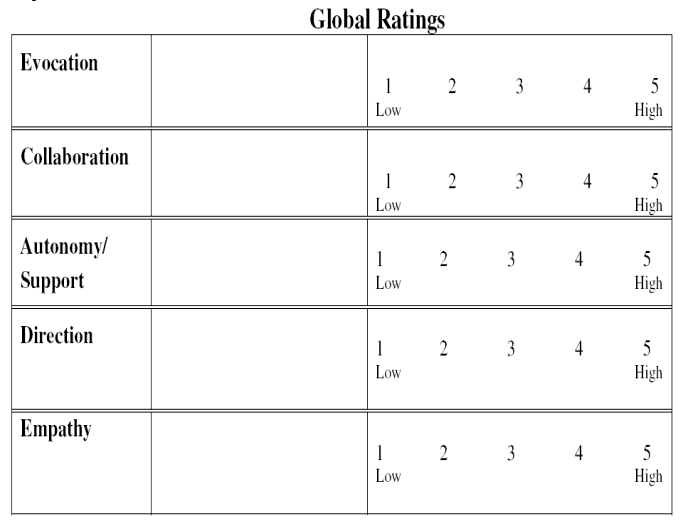 Global Ratings
Evocation
1 2 3 4 5
Low High
Collaboration
1 2 3 4 5
Low High
Autonomy/
Support
1 2 3 4 5
Low High
Direction
1 2 3 4 5
Low High
Empathy
1 2 3 4 5
Low High